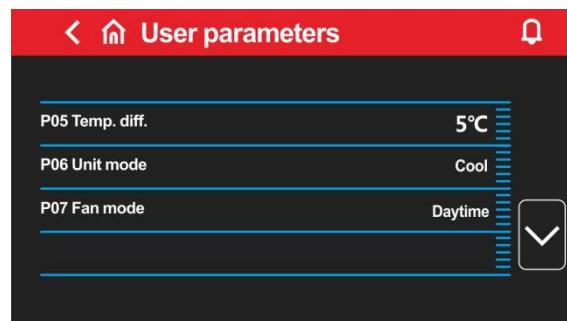 User parameters
P05 Temp. diff. 5℃
P06 Unit mode Cool
P07 Fan mode Daytime